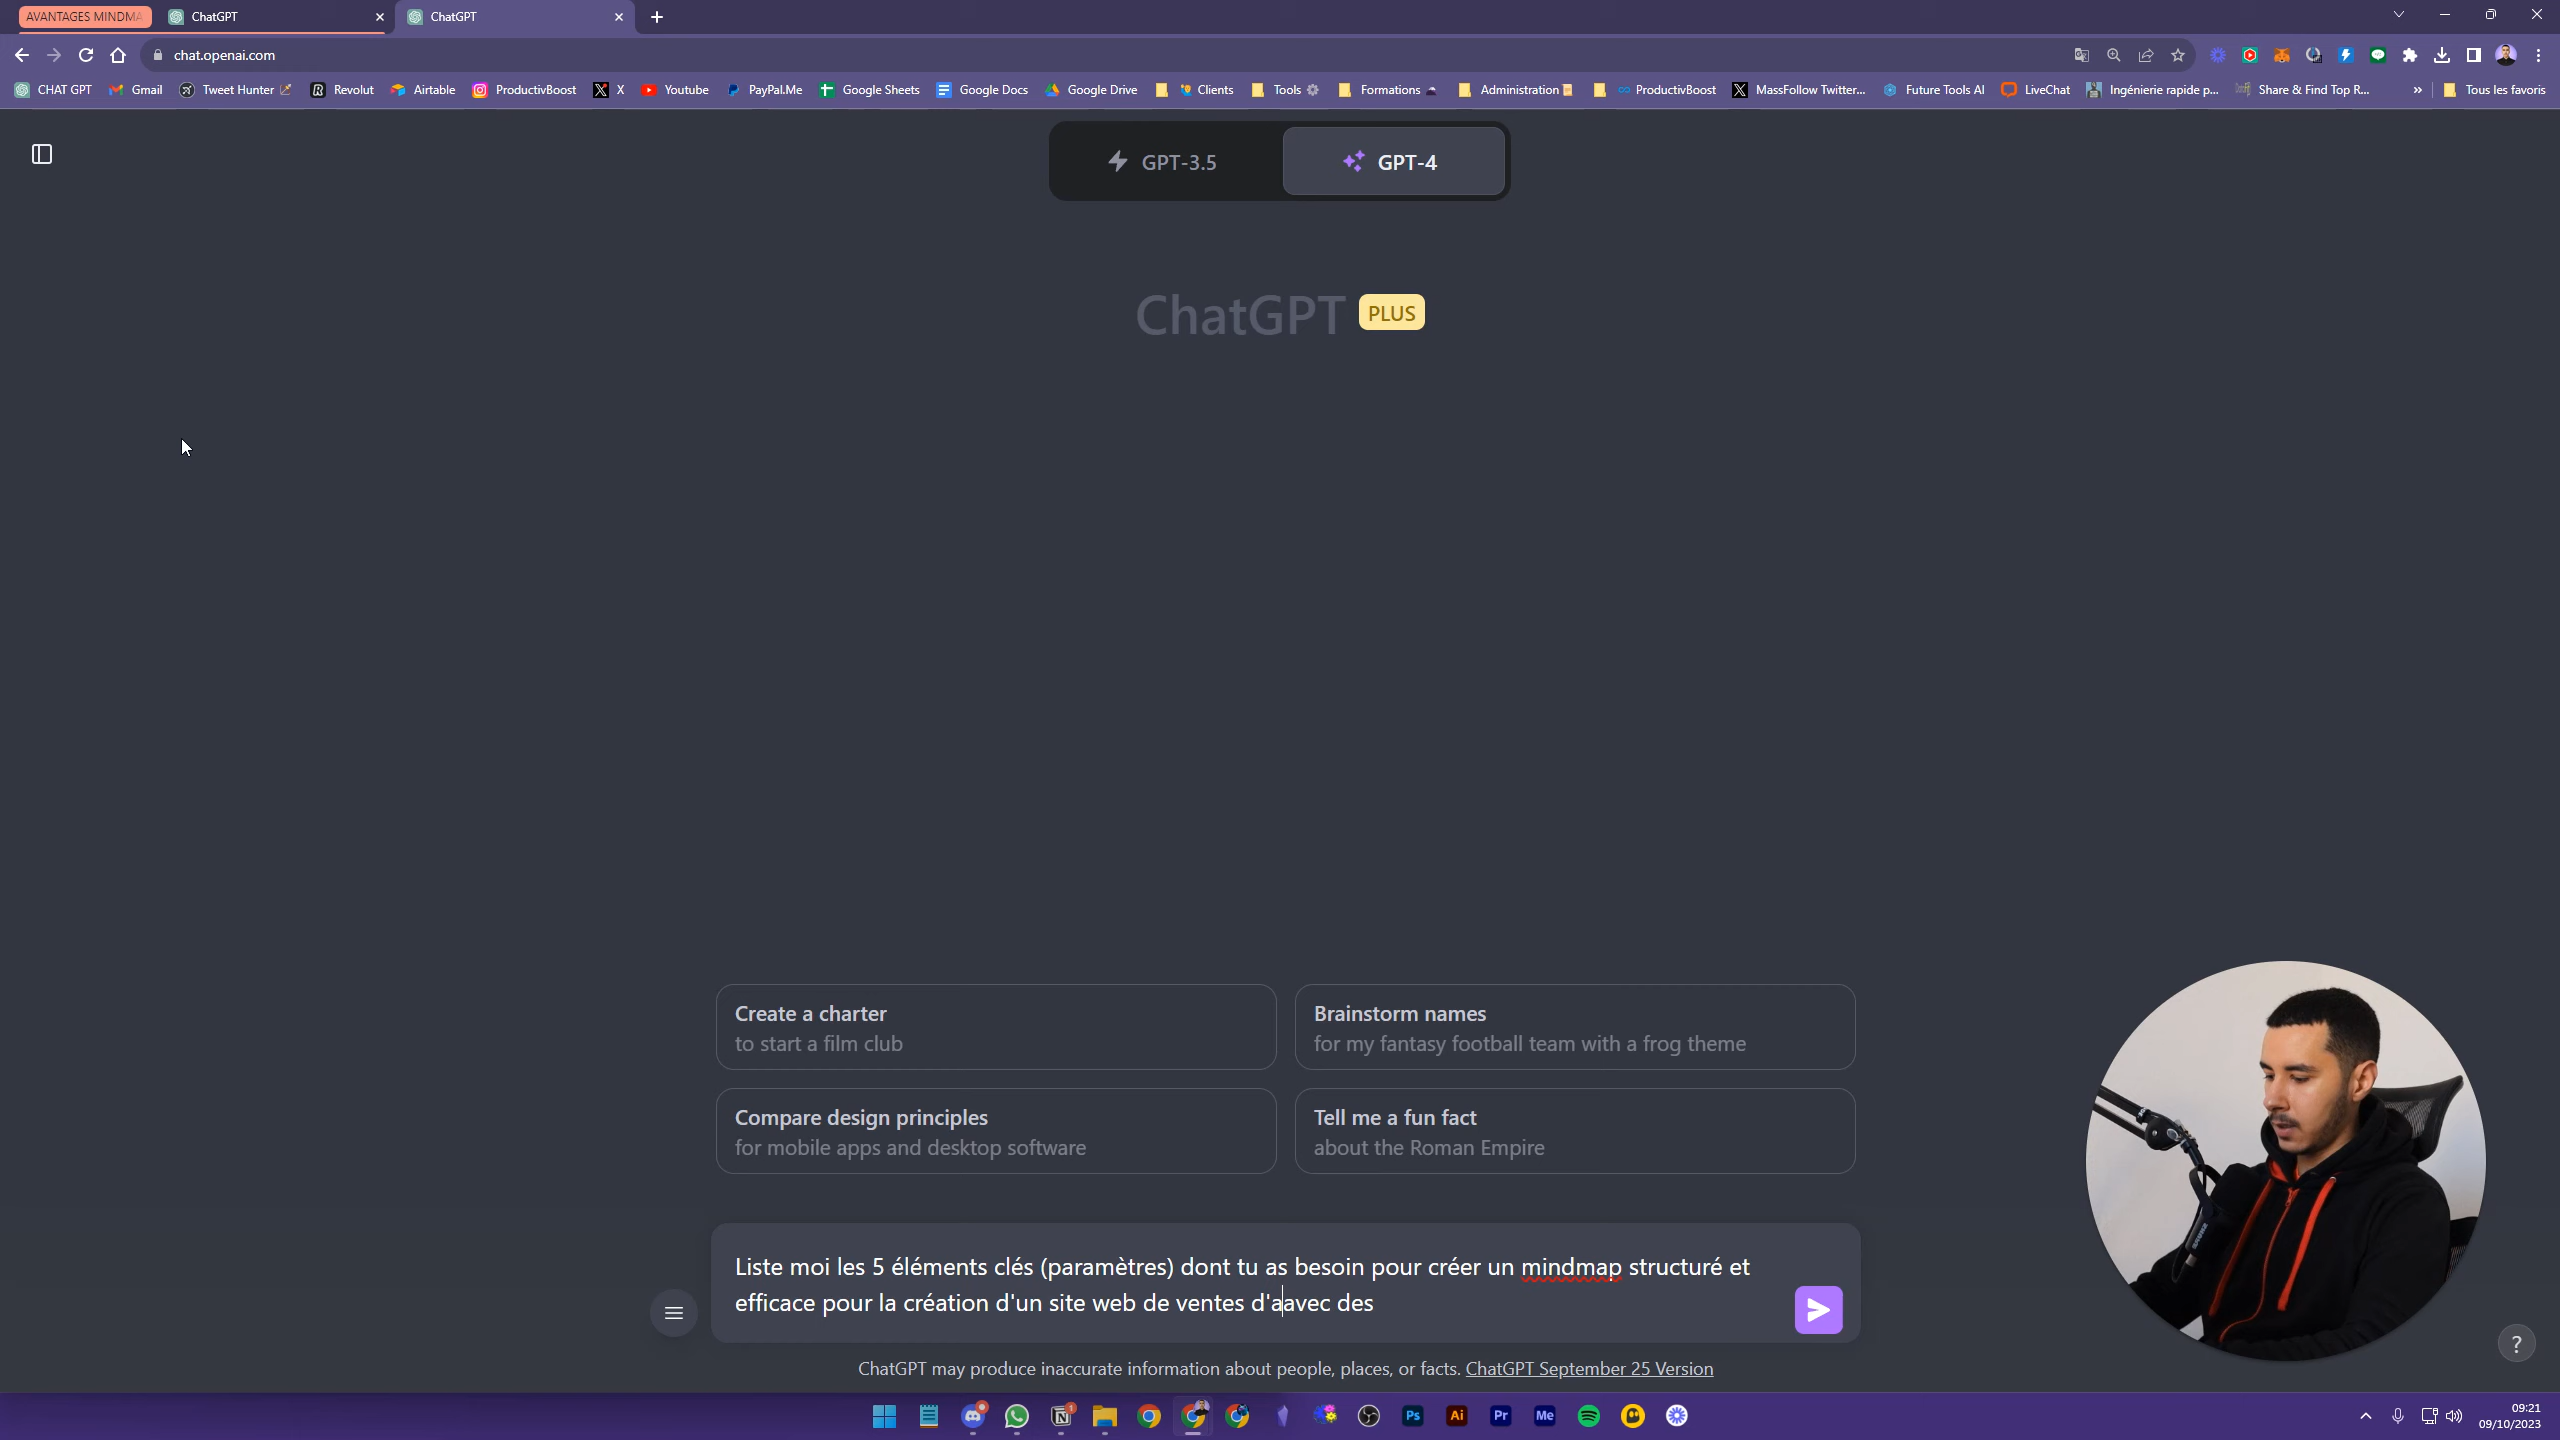 AVANTAGES MINDMA
ChatGPT
ChatGPT
chat.openai.com
CHAT GPT
Gmail
Tweet Hunter
Revolut
Airtable
ProductivBoost
X
Youtube
PayPal.Me
Google Sheets
Google Docs
Google Drive
Clients
Tools
Formations
Administration
ProductivBoost
MassFollow Twitter...
Future Tools AI
LiveChat
Ingénierie rapide p...
Share & Find Top R...
»
Tous les favoris
GPT-3.5
GPT-4
ChatGPT PLUS
Create a charter
to start a film club
Brainstorm names
for my fantasy football team with a frog theme
Compare design principles
for mobile apps and desktop software
Tell me a fun fact
about the Roman Empire
Liste moi les 5 éléments clés (paramètres) dont tu as besoin pour créer un mindmap structuré et
efficace pour la création d'un site web de ventes d'aavec des
?
ChatGPT may produce inaccurate information about people, places, or facts. ChatGPT September 25 Version
Ps
Ai
Pr
Me
09:21
09/10/2023